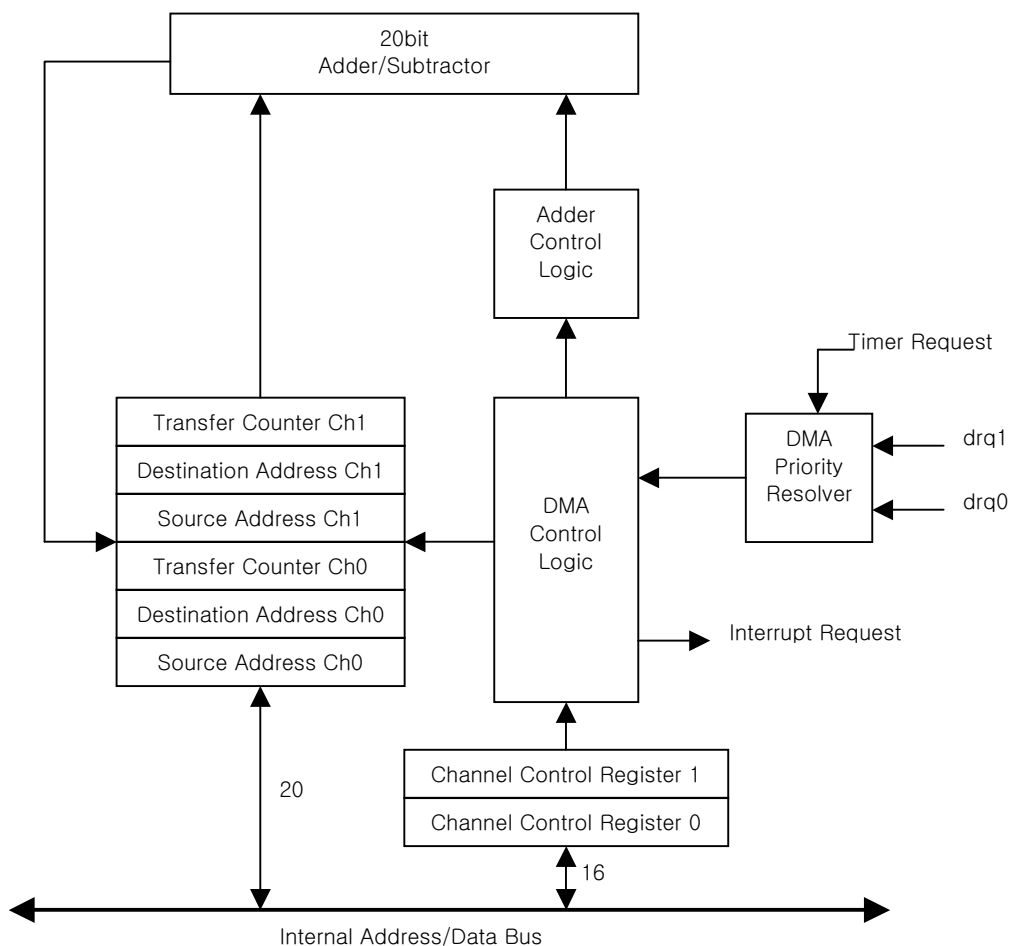 20bit
Adder/Subtractor
Adder
Control
Logic
Timer Request
Transfer Counter Ch1
Destination Address Ch1
Source Address Ch1
Transfer Counter Ch0
Destination Address Ch0
Source Address Ch0
DMA
Control
Logic
DMA
Priority
Resolver
drq1
drq0
Interrupt Request
Channel Control Register 1
Channel Control Register 0
20
16
Internal Address/Data Bus